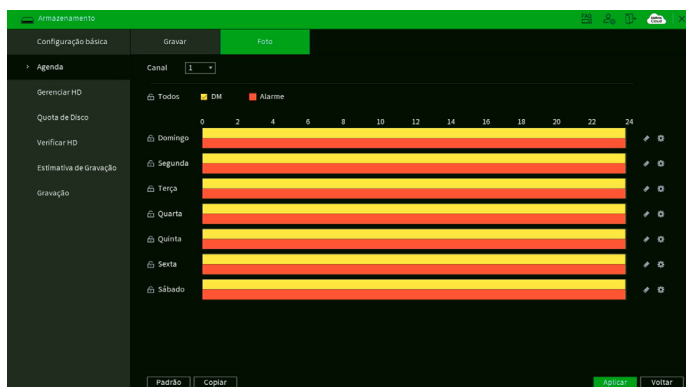 Armazenamento
FAQ
Configuração básica
Gravar
Foto
Agenda
Canal 1
Gerenciar HD
Todos DM Alarme
Quota de Disco
0 2 4 6 8 10 12 14 16 18 20 22 24
Domingo
Verificar HD
Segunda
Estimativa de Gravação
Terça
Gravação
Quarta
Quinta
Sexta
Sábado
Padrão Copiar Aplicar Voltar